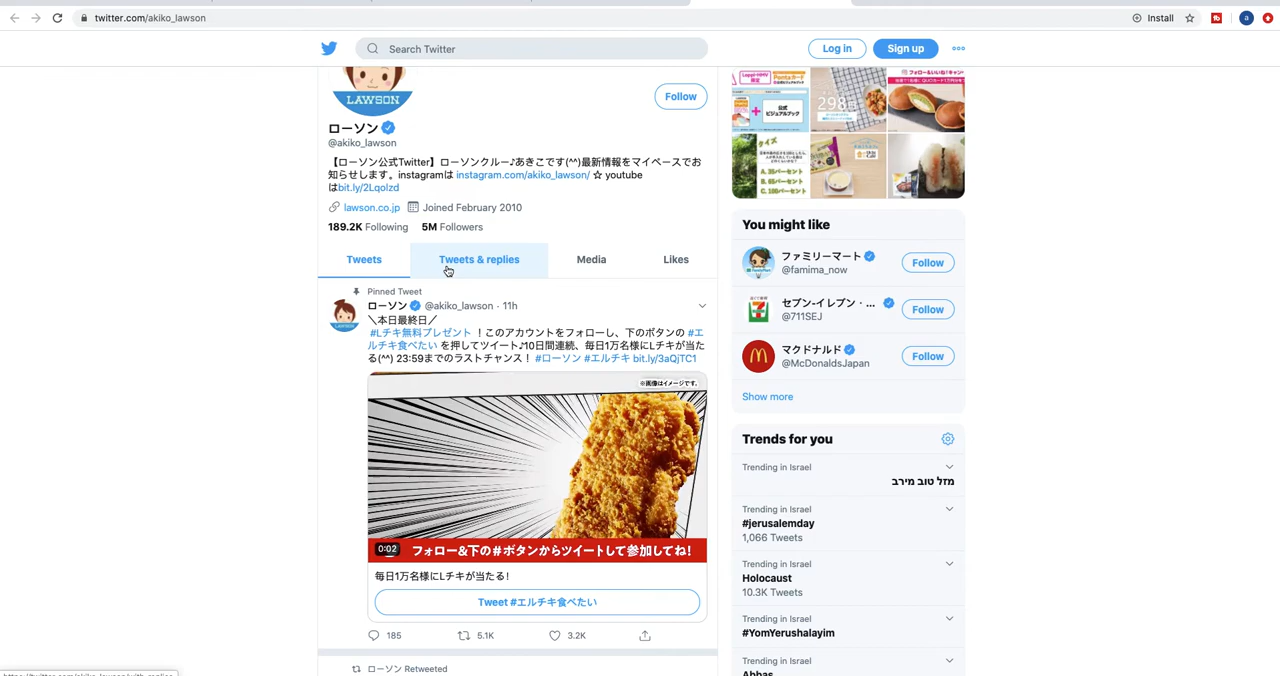 twitter.com/akiko_lawson
Install
a
Search Twitter
Log in
Sign up
LAWSON
Follow
ローソン
@akiko_lawson
【ローソン公式Twitter】ローソンクルー♪あきこです(^^)最新情報をマイペースでお
知らせします。instagramは instagram.com/akiko_lawson/ ☆ youtube
はbit.ly/2LqoIzd
lawson.co.jp Joined February 2010
189.2K Following 5M Followers
Tweets Tweets & replies Media Likes
Pinned Tweet
ローソン @akiko_lawson · 11h
LAWSON
＼本日最終日／
#Lチキ無料プレゼント ！このアカウントをフォローし、下のボタンの #エ
ルチキ食べたい を押してツイート♪10日間連続、毎日1万名様にLチキが当た
る(^^) 23:59までのラストチャンス！ #ローソン #エルチキ bit.ly/3aQjTC1
※画像はイメージです。
0:02 フォロー&下の#ボタンからツイートして参加してね!
毎日1万名様にLチキが当たる!
Tweet #エルチキ食べたい
185 5.1K 3.2K
ローソン Retweeted
298
クイズ
You might like
ファミリーマート
@famima_now
Follow
セブン‐イレブン・ ...
@711SEJ
Follow
マクドナルド
@McDonaldsJapan
Follow
Show more
Trends for you
Trending in Israel
מזל טוב מירב
Trending in Israel
#jerusalemday
1,066 Tweets
Trending in Israel
Holocaust
10.3K Tweets
Trending in Israel
#YomYerushalayim
Trending in Israel
Abbas
https://twitter.com/akiko_lawson/with_replies